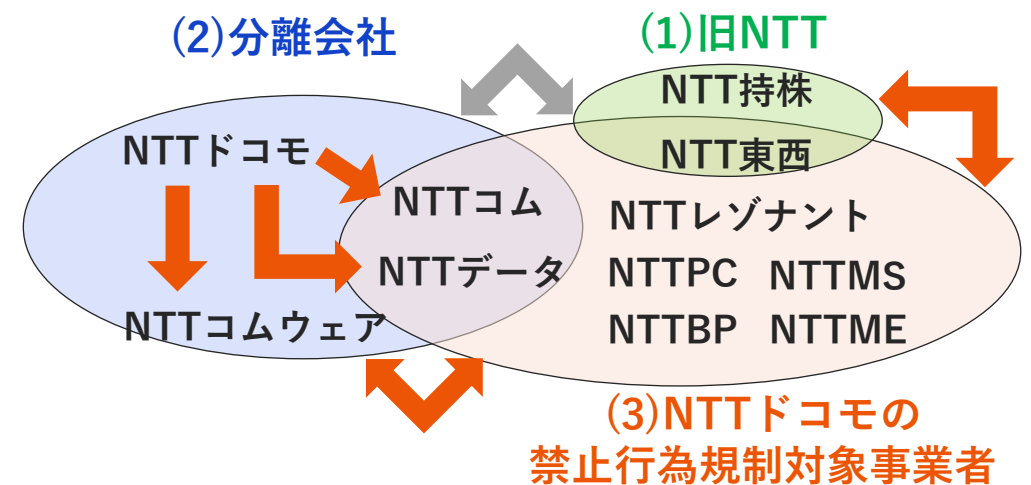 (2)分離会社
(1)旧NTT
NTT持株
NTT東西
NTTドコモ
NTTコム
NTTデータ
NTTコムウェア
NTTレゾナント
NTTPC NTTMS
NTTBP NTTME
(3)NTTドコモの
禁止行為規制対象事業者